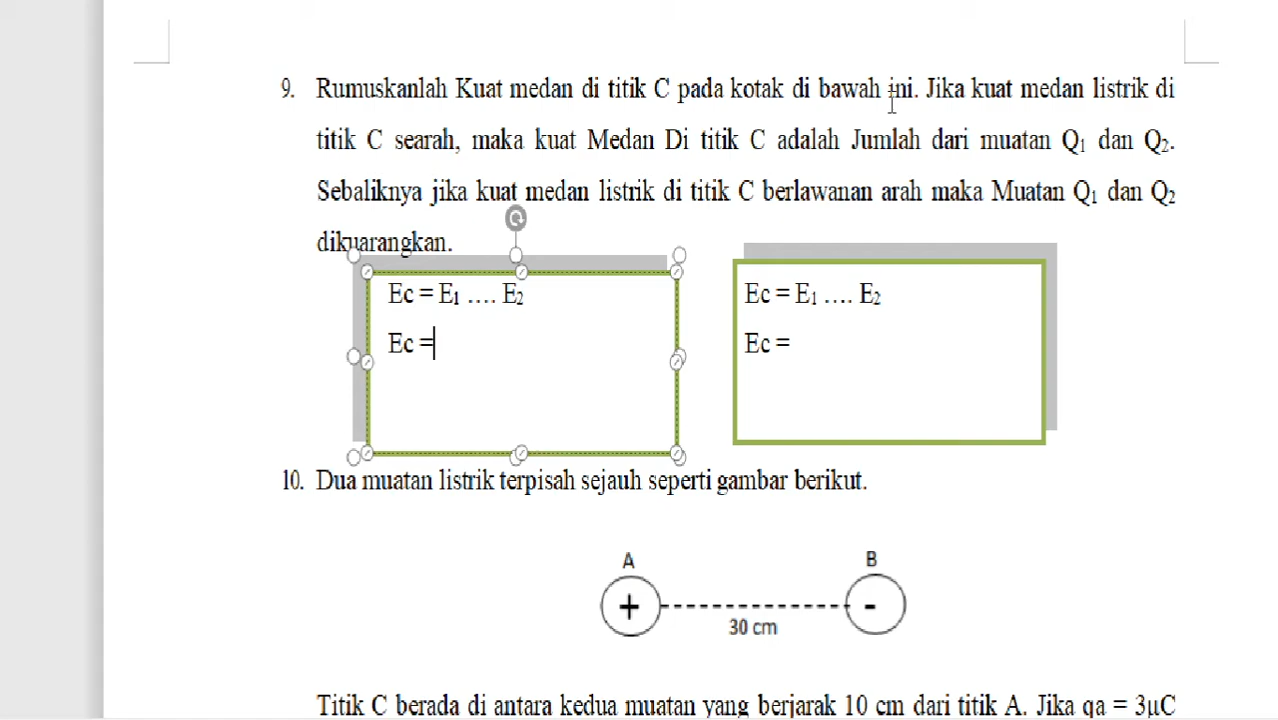 9. Rumuskanlah Kuat medan di titik C pada kotak di bawah ini. Jika kuat medan listrik di
titik C searah, maka kuat Medan Di titik C adalah Jumlah dari muatan Q₁ dan Q₂.
Sebaliknya jika kuat medan listrik di titik C berlawanan arah maka Muatan Q₁ dan Q₂
dikuarangkan.
Ec = E₁ .... E₂
Ec =
Ec = E₁ .... E₂
Ec =
10. Dua muatan listrik terpisah sejauh seperti gambar berikut.
A
B
+
-
30 cm
Titik C berada di antara kedua muatan yang berjarak 10 cm dari titik A. Jika qa = 3μC